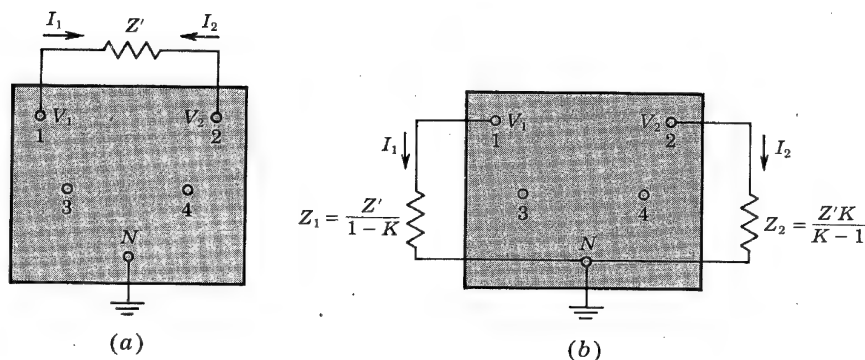 I₁ Z′ I₂
V₁ V₂
1 2
3 4
N
(a)
V₁ V₂
1 2
I₁ I₂
3 4
Z₁ = Z′ / 1 − K
Z₂ = Z′K / K − 1
N
(b)